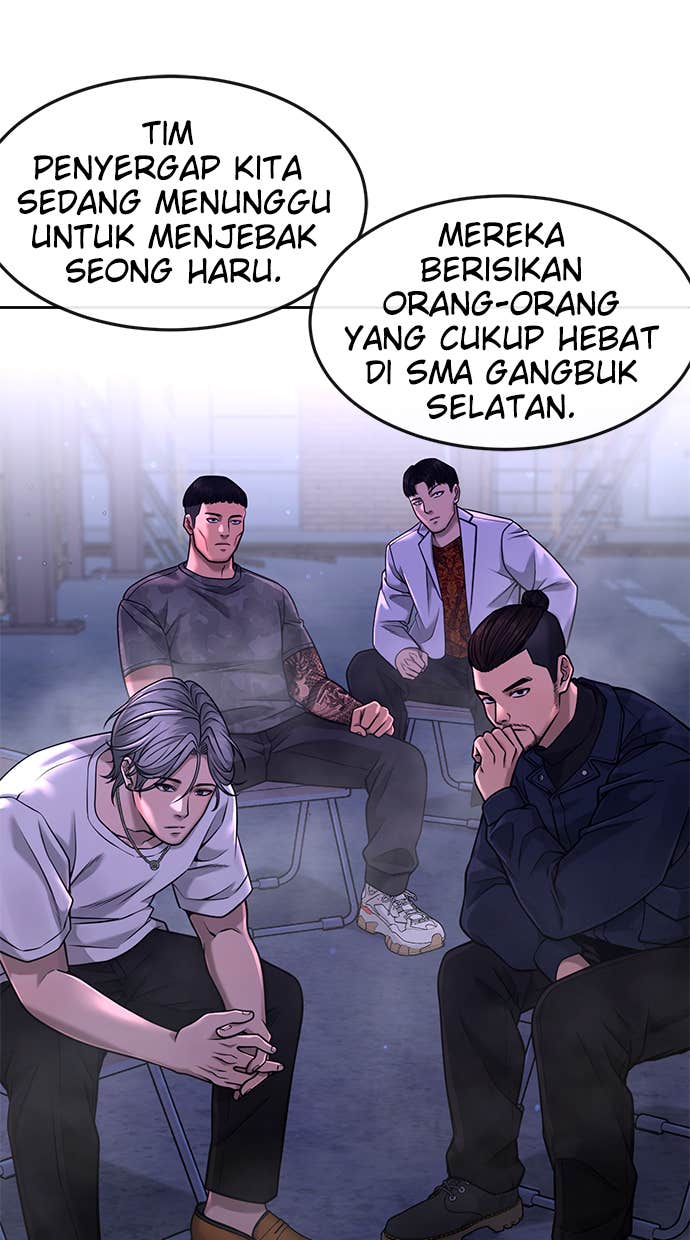 TIM
PENYERGAP KITA
SEDANG MENUNGGU
UNTUK MENJEBAK
SEONG HARU.
MEREKA
BERISIKAN
ORANG-ORANG
YANG CUKUP HEBAT
DI SMA GANGBUK
SELATAN.